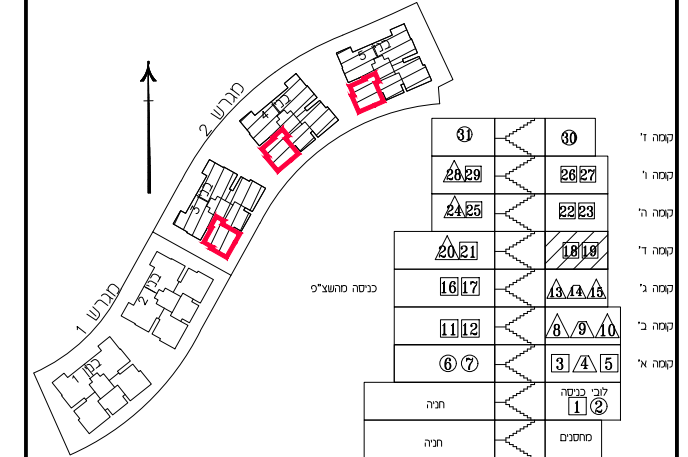 מגרש 2
בנין 5
בנין 4
בנין 3
מגרש 1
בנין 2
בנין 1
31 30 קומה ז'
28 29 26 27 קומה ו'
24 25 22 23 קומה ה'
20 21 18 19 קומה ד'
כניסה מהשצ"פ 16 17 13 14 15 קומה ג'
11 12 8 9 10 קומה ב'
6 7 3 4 5 קומה א'
לובי כניסה
חניה 1 2
חניה מחסנים